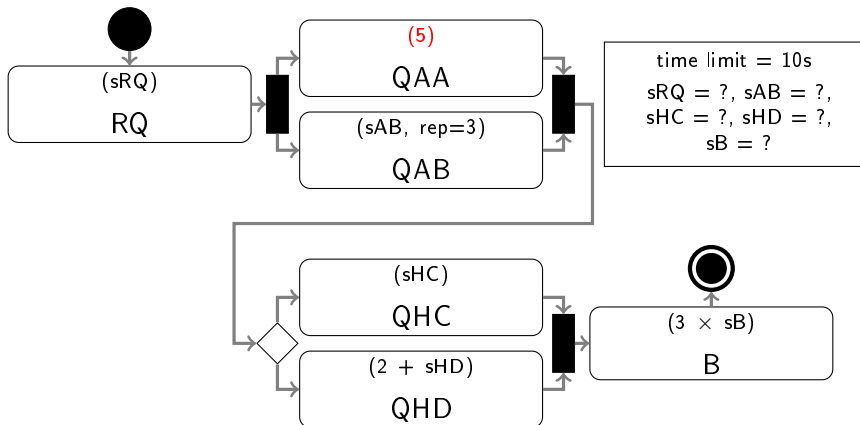 (sRQ)
RQ
(5)
QAA
(sAB, rep=3)
QAB
time limit = 10s
sRQ = ?, sAB = ?,
sHC = ?, sHD = ?,
sB = ?
(sHC)
QHC
(2 + sHD)
QHD
(3 × sB)
B